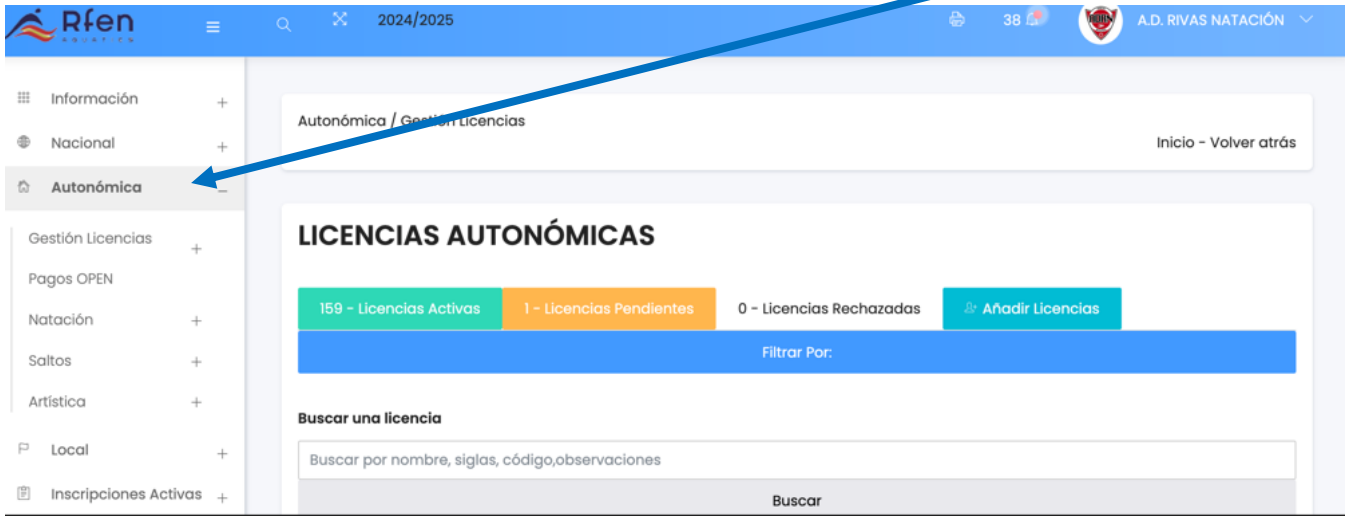 Rfen
2024/2025
38
A.D. RIVAS NATACIÓN
Información
Nacional
Autonómica
Gestión Licencias
Pagos OPEN
Natación
Saltos
Artística
Local
Inscripciones Activas
Autonómica / Gestión Licencias
Inicio - Volver atrás
LICENCIAS AUTONÓMICAS
159 - Licencias Activas
1 - Licencias Pendientes
0 - Licencias Rechazadas
Añadir Licencias
Filtrar Por:
Buscar una licencia
Buscar por nombre, siglas, código,observaciones
Buscar